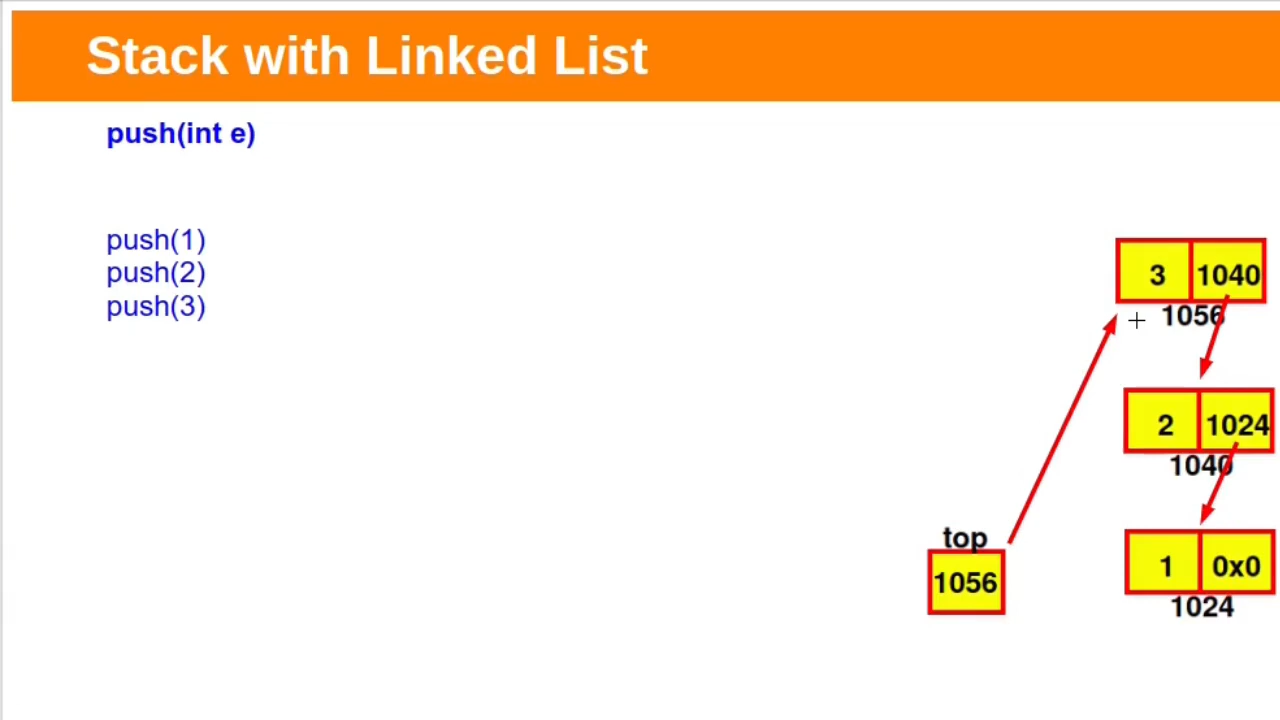 Stack with Linked List
push(int e)
push(1)
push(2)
push(3)
3 1040
1056
2 1024
1040
top
1056
1 0x0
1024